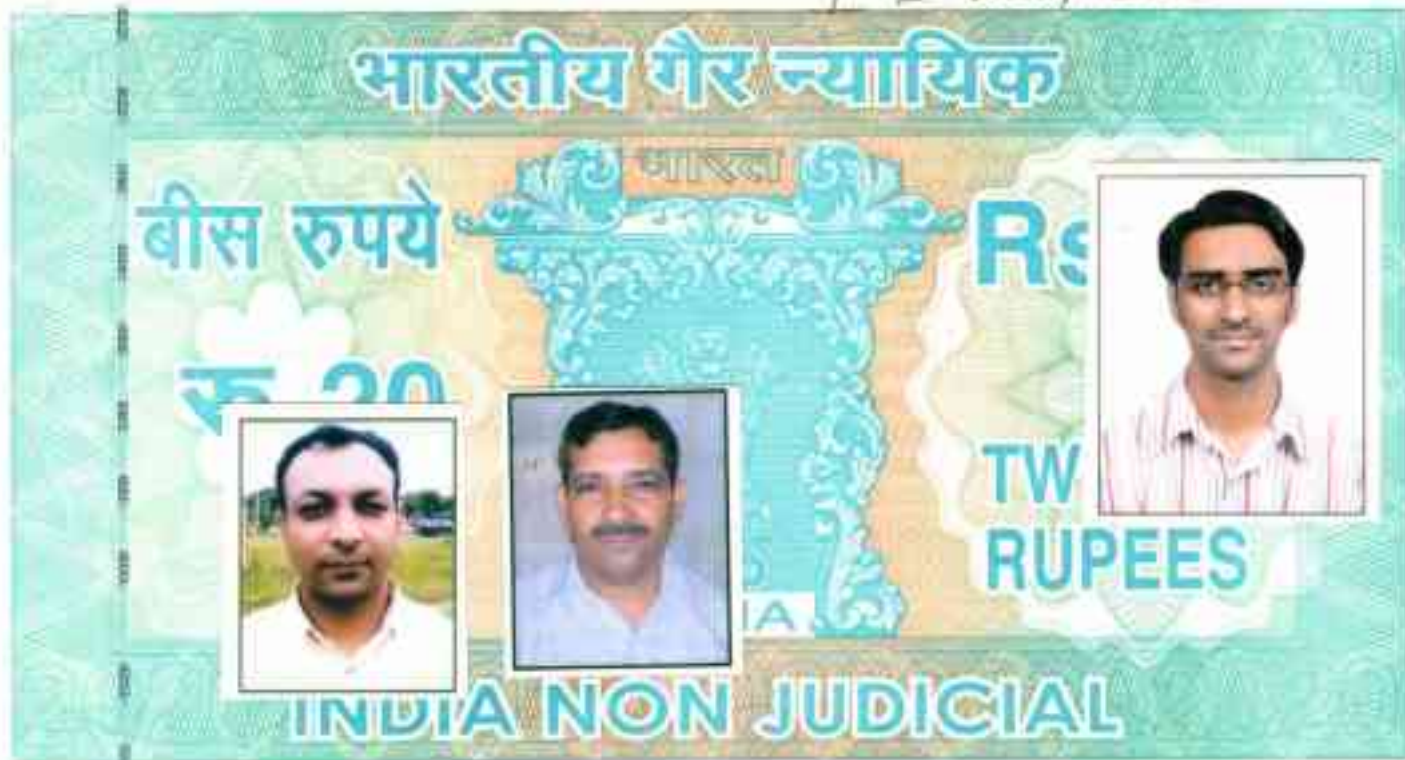 भारतीय गैर न्यायिक
भारत
बीस रुपये
Rs
रू 20
TW
RUPEES
IA
INDIA NON JUDICIAL